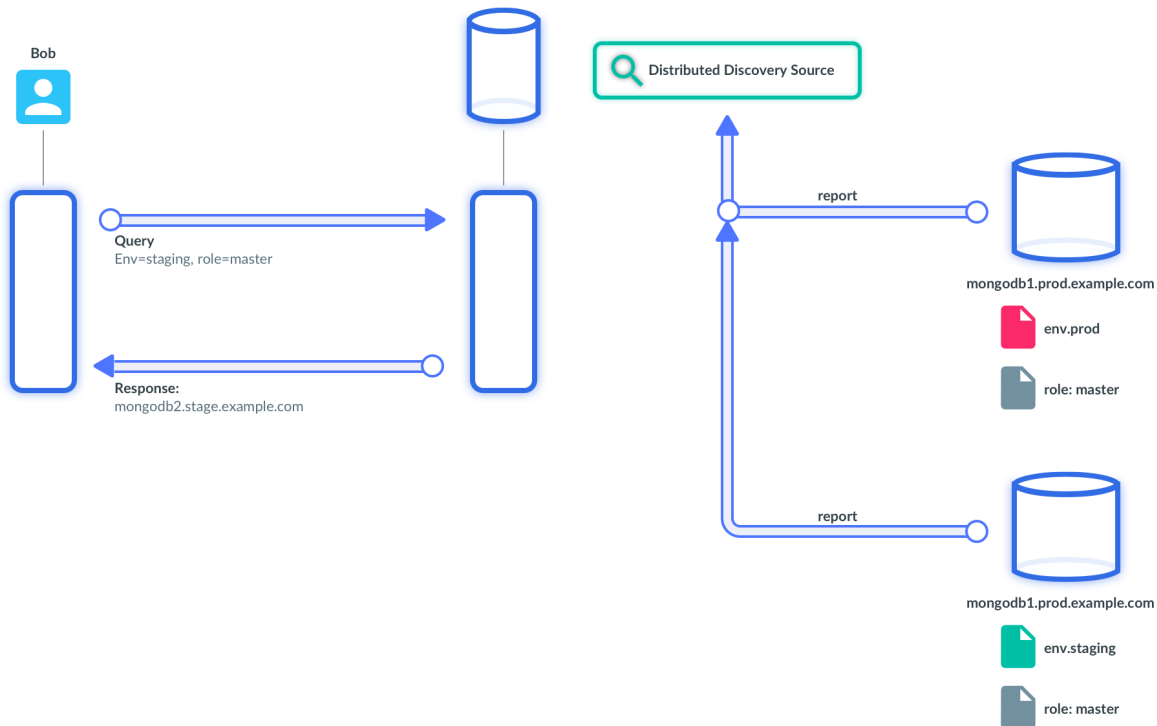 Bob
Query
Env=staging, role=master
Response:
mongodb2.stage.example.com
Distributed Discovery Source
report
mongodb1.prod.example.com
env.prod
role: master
report
mongodb1.prod.example.com
env.staging
role: master